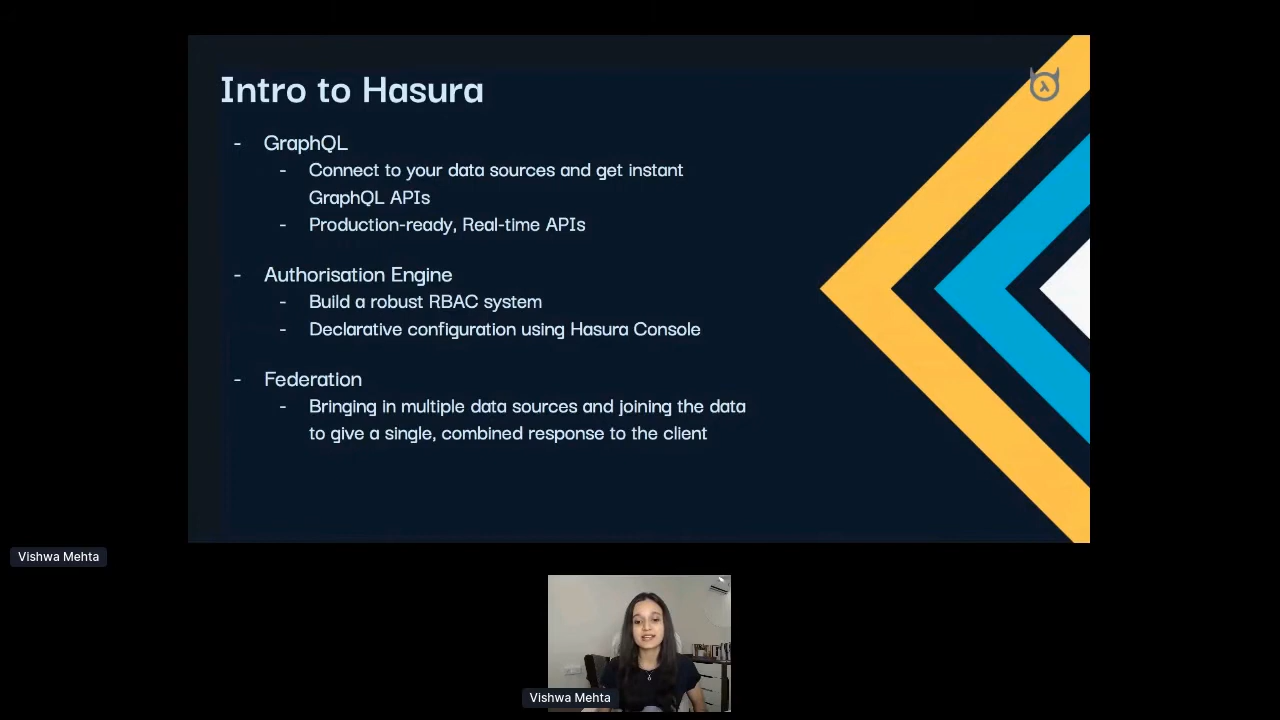 Intro to Hasura
- GraphQL
- Connect to your data sources and get instant
GraphQL APIs
- Production-ready, Real-time APIs
- Authorisation Engine
- Build a robust RBAC system
- Declarative configuration using Hasura Console
- Federation
- Bringing in multiple data sources and joining the data
to give a single, combined response to the client
Vishwa Mehta
Vishwa Mehta